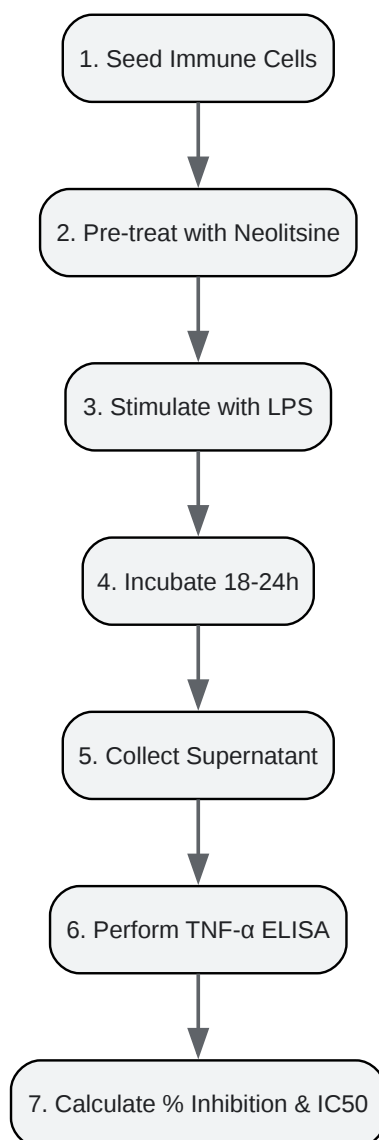 1. Seed Immune Cells
2. Pre-treat with Neolitsine
3. Stimulate with LPS
4. Incubate 18-24h
5. Collect Supernatant
6. Perform TNF-α ELISA
7. Calculate % Inhibition & IC50